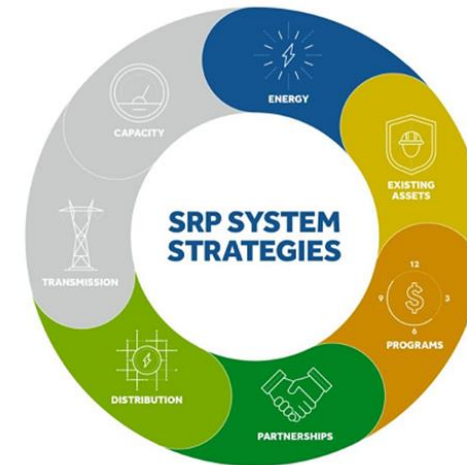 SRP SYSTEM
STRATEGIES
ENERGY
EXISTING
ASSETS
12
9
3
6
PROGRAMS
PARTNERSHIPS
DISTRIBUTION
TRANSMISSION
CAPACITY